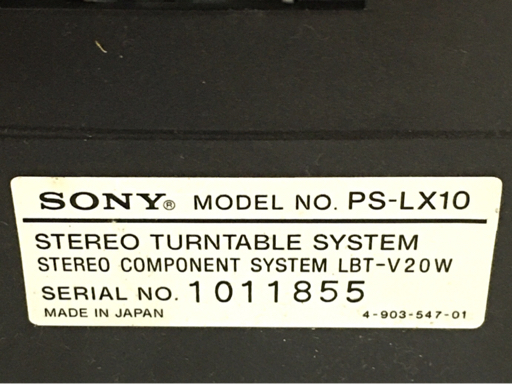 SONY® MODEL NO. PS-LX10
STEREO TURNTABLE SYSTEM
STEREO COMPONENT SYSTEM LBT-V20W
SERIAL NO. 1011855
MADE IN JAPAN 4-903-547-01